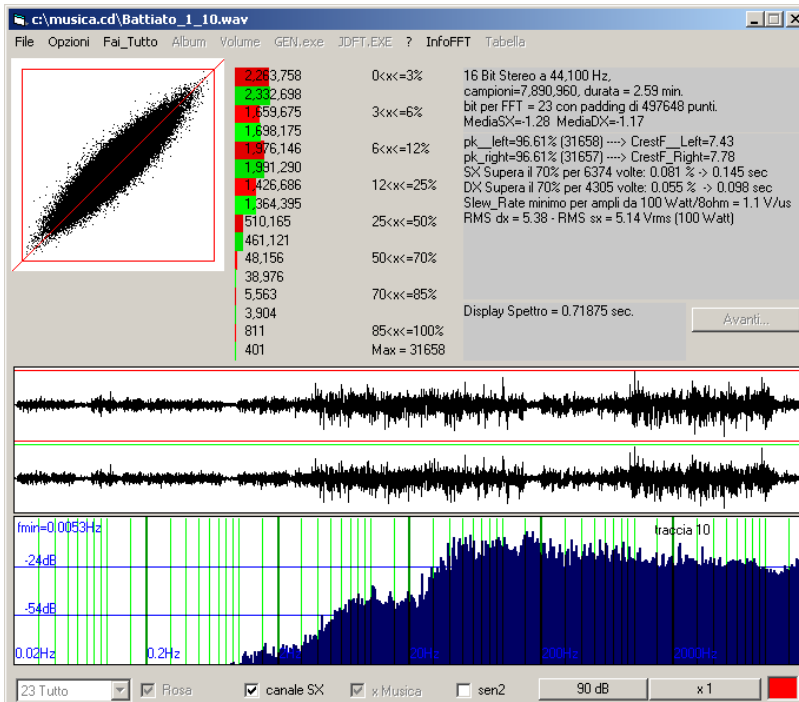 c:\musica.cd\Battiato_1_10.wav
File Opzioni Fai_Tutto Album Volume GEN.exe JDFT.EXE ? InfoFFT Tabella
2,263,758 0<x<=3%
2,332,698
1,659,675 3<x<=6%
1,698,175
1,976,146 6<x<=12%
1,991,290
1,426,686 12<x<=25%
1,364,395
510,165 25<x<=50%
461,121
48,156 50<x<=70%
38,976
5,563 70<x<=85%
3,904
811 85<x<=100%
401 Max = 31658
16 Bit Stereo a 44,100 Hz,
campioni=7,890,960, durata = 2.59 min.
bit per FFT = 23 con padding di 497648 punti.
MediaSX=-1.28 MediaDX=-1.17
pk__left=96.61% (31658) ----> CrestF__Left=7.43
pk_right=96.61% (31657) ----> CrestF_Right=7.78
SX Supera il 70% per 6374 volte: 0.081 % -> 0.145 sec
DX Supera il 70% per 4305 volte: 0.055 % -> 0.098 sec
Slew_Rate minimo per ampli da 100 Watt/8ohm = 1.1 V/us
RMS dx = 5.38 - RMS sx = 5.14 Vrms (100 Watt)
Display Spettro = 0.71875 sec.
Avanti...
fmin=0.0053Hz traccia 10
-24dB
-54dB
0.02Hz 0.2Hz 20Hz 200Hz 2000Hz
23 Tutto Rosa canale SX x Musica sen2 90 dB x 1